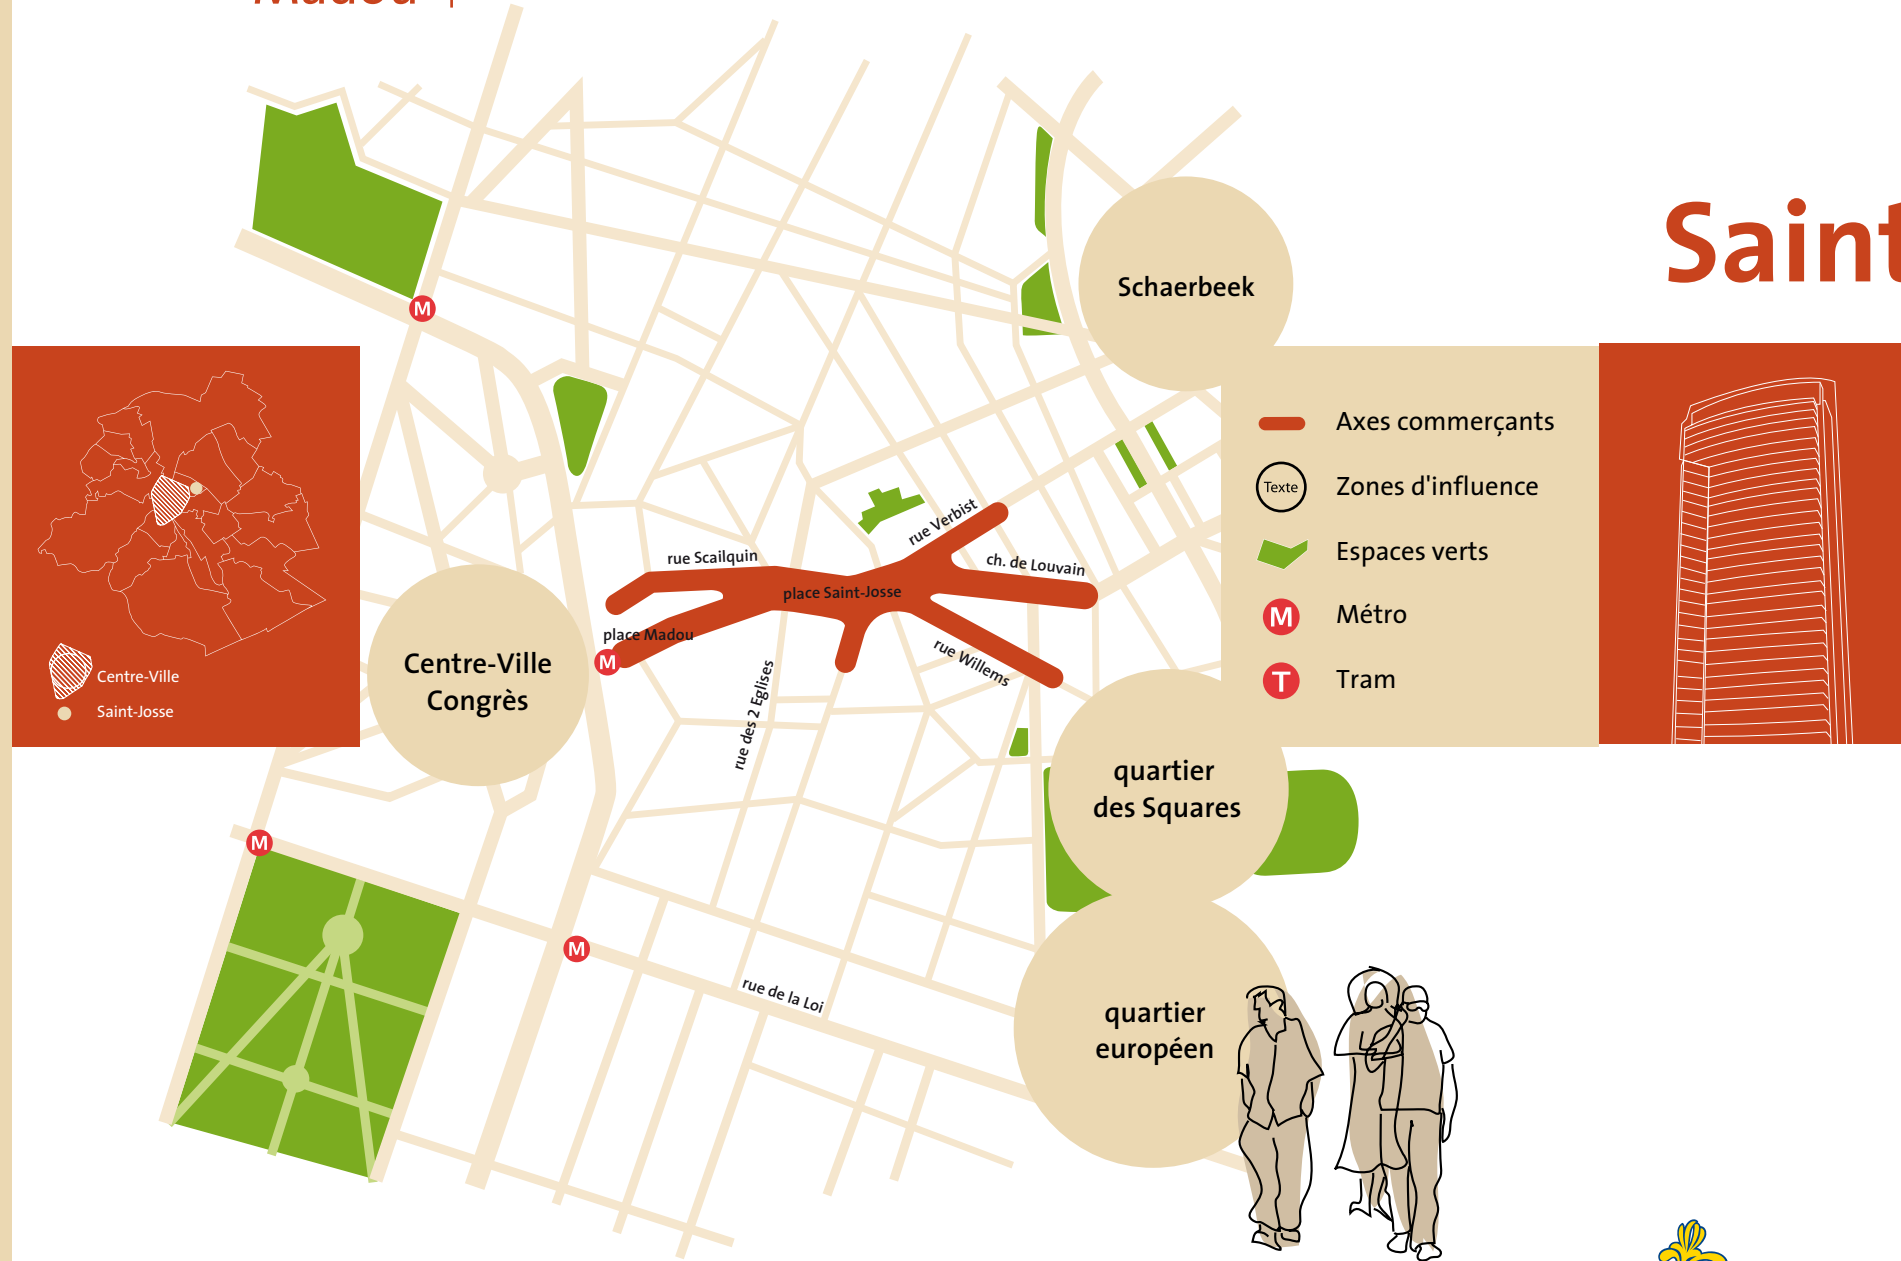 Madou
Saint
Schaerbeek
Axes commerçants
Texte
Zones d'influence
Espaces verts
M
Métro
T
Tram
M
rue Verbist
rue Scailquin
ch. de Louvain
place Saint-Josse
place Madou
M
rue Willems
rue des 2 Eglises
Centre-Ville
Congrès
Centre-Ville
Saint-Josse
quartier
des Squares
M
M
rue de la Loi
quartier
européen